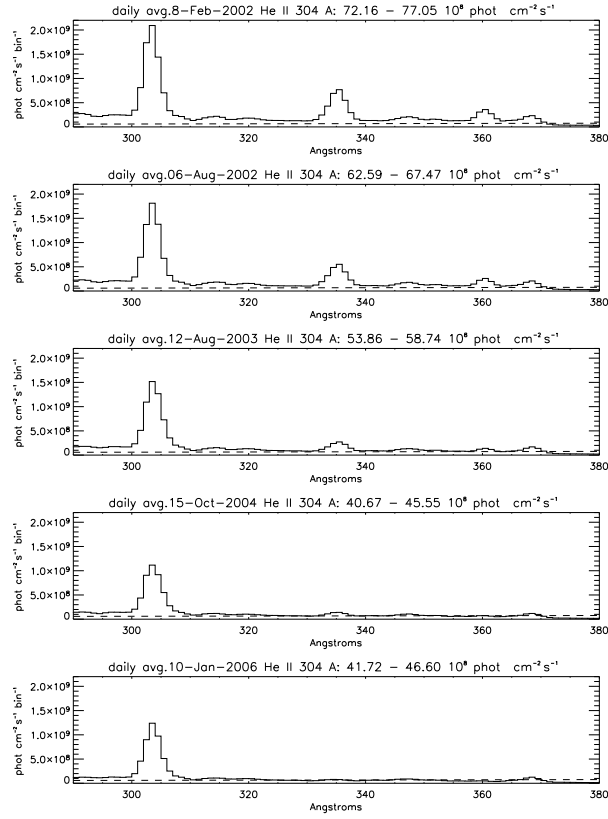 daily avg.8–Feb–2002 He II 304 A: 72.16 – 77.05 10⁸ phot cm⁻²s⁻¹
phot cm⁻²s⁻¹ bin⁻¹
2.0×10⁹
1.5×10⁹
1.0×10⁹
5.0×10⁸
0
300 320 340 360 380
Angstroms
daily avg.06–Aug–2002 He II 304 A: 62.59 – 67.47 10⁸ phot cm⁻²s⁻¹
phot cm⁻²s⁻¹ bin⁻¹
2.0×10⁹
1.5×10⁹
1.0×10⁹
5.0×10⁸
0
300 320 340 360 380
Angstroms
daily avg.12–Aug–2003 He II 304 A: 53.86 – 58.74 10⁸ phot cm⁻²s⁻¹
phot cm⁻²s⁻¹ bin⁻¹
2.0×10⁹
1.5×10⁹
1.0×10⁹
5.0×10⁸
0
300 320 340 360 380
Angstroms
daily avg.15–Oct–2004 He II 304 A: 40.67 – 45.55 10⁸ phot cm⁻²s⁻¹
phot cm⁻²s⁻¹ bin⁻¹
2.0×10⁹
1.5×10⁹
1.0×10⁹
5.0×10⁸
0
300 320 340 360 380
Angstroms
daily avg.10–Jan–2006 He II 304 A: 41.72 – 46.60 10⁸ phot cm⁻²s⁻¹
phot cm⁻²s⁻¹ bin⁻¹
2.0×10⁹
1.5×10⁹
1.0×10⁹
5.0×10⁸
0
300 320 340 360 380
Angstroms